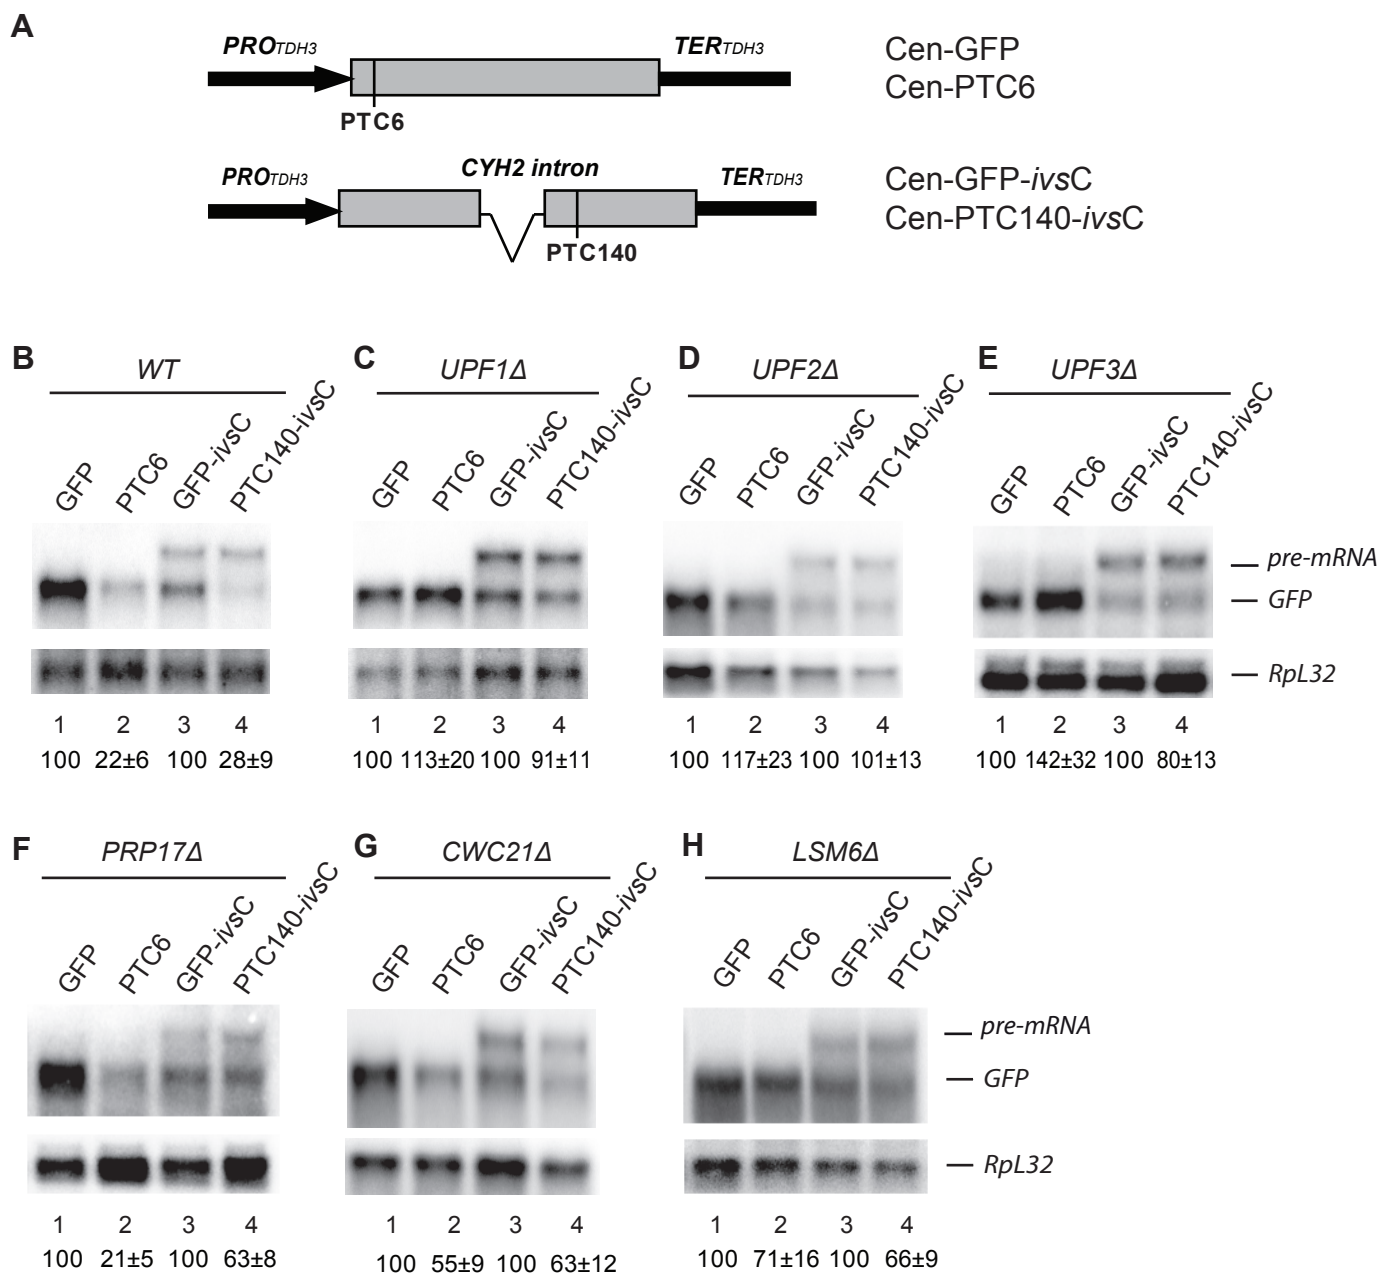 A
PROTDH3
TERTDH3
PTC6
Cen-GFP
Cen-PTC6
CYH2 intron
PROTDH3
TERTDH3
PTC140
Cen-GFP-ivsC
Cen-PTC140-ivsC
B
WT
GFP
PTC6
GFP-ivsC
PTC140-ivsC
1 2 3 4
100 22±6 100 28±9
C
UPF1Δ
GFP
PTC6
GFP-ivsC
PTC140-ivsC
1 2 3 4
100 113±20 100 91±11
D
UPF2Δ
GFP
PTC6
GFP-ivsC
PTC140-ivsC
1 2 3 4
100 117±23 100 101±13
E
UPF3Δ
GFP
PTC6
GFP-ivsC
PTC140-ivsC
pre-mRNA
GFP
RpL32
1 2 3 4
100 142±32 100 80±13
F
PRP17Δ
GFP
PTC6
GFP-ivsC
PTC140-ivsC
1 2 3 4
100 21±5 100 63±8
G
CWC21Δ
GFP
PTC6
GFP-ivsC
PTC140-ivsC
1 2 3 4
100 55±9 100 63±12
H
LSM6Δ
GFP
PTC6
GFP-ivsC
PTC140-ivsC
pre-mRNA
GFP
RpL32
1 2 3 4
100 71±16 100 66±9